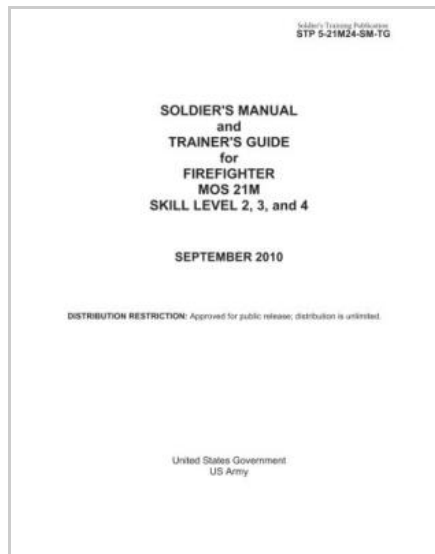 Soldier's Training Publication
STP 5-21M24-SM-TG
SOLDIER'S MANUAL
and
TRAINER'S GUIDE
for
FIREFIGHTER
MOS 21M
SKILL LEVEL 2, 3, and 4
SEPTEMBER 2010
DISTRIBUTION RESTRICTION: Approved for public release; distribution is unlimited.
United States Government
US Army